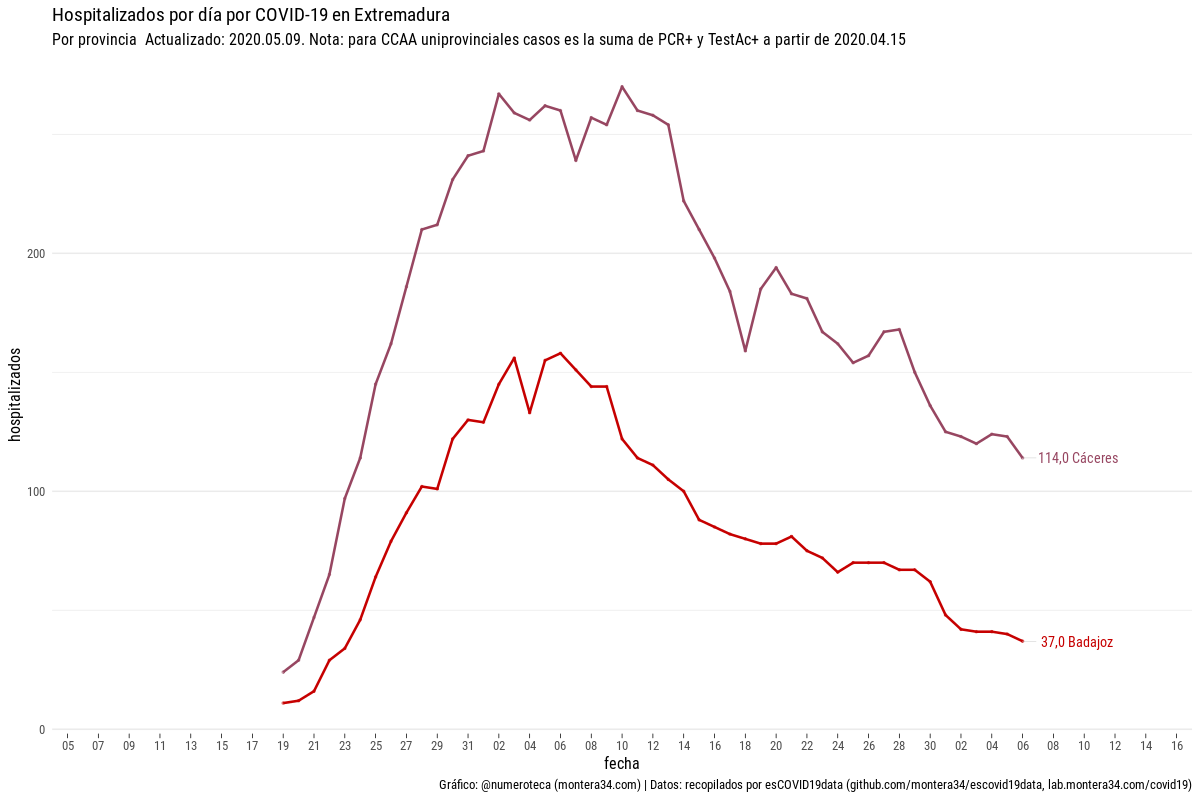 Hospitalizados por día por COVID-19 en Extremadura
Por provincia  Actualizado: 2020.05.09. Nota: para CCAA uniprovinciales casos es la suma de PCR+ y TestAc+ a partir de 2020.04.15
hospitalizados
200
100
0
114,0 Cáceres
37,0 Badajoz
05 07 09 11 13 15 17 19 21 23 25 27 29 31 02 04 06 08 10 12 14 16 18 20 22 24 26 28 30 02 04 06 08 10 12 14 16
fecha
Gráfico: @numeroteca (montera34.com) | Datos: recopilados por esCOVID19data (github.com/montera34/escovid19data, lab.montera34.com/covid19)